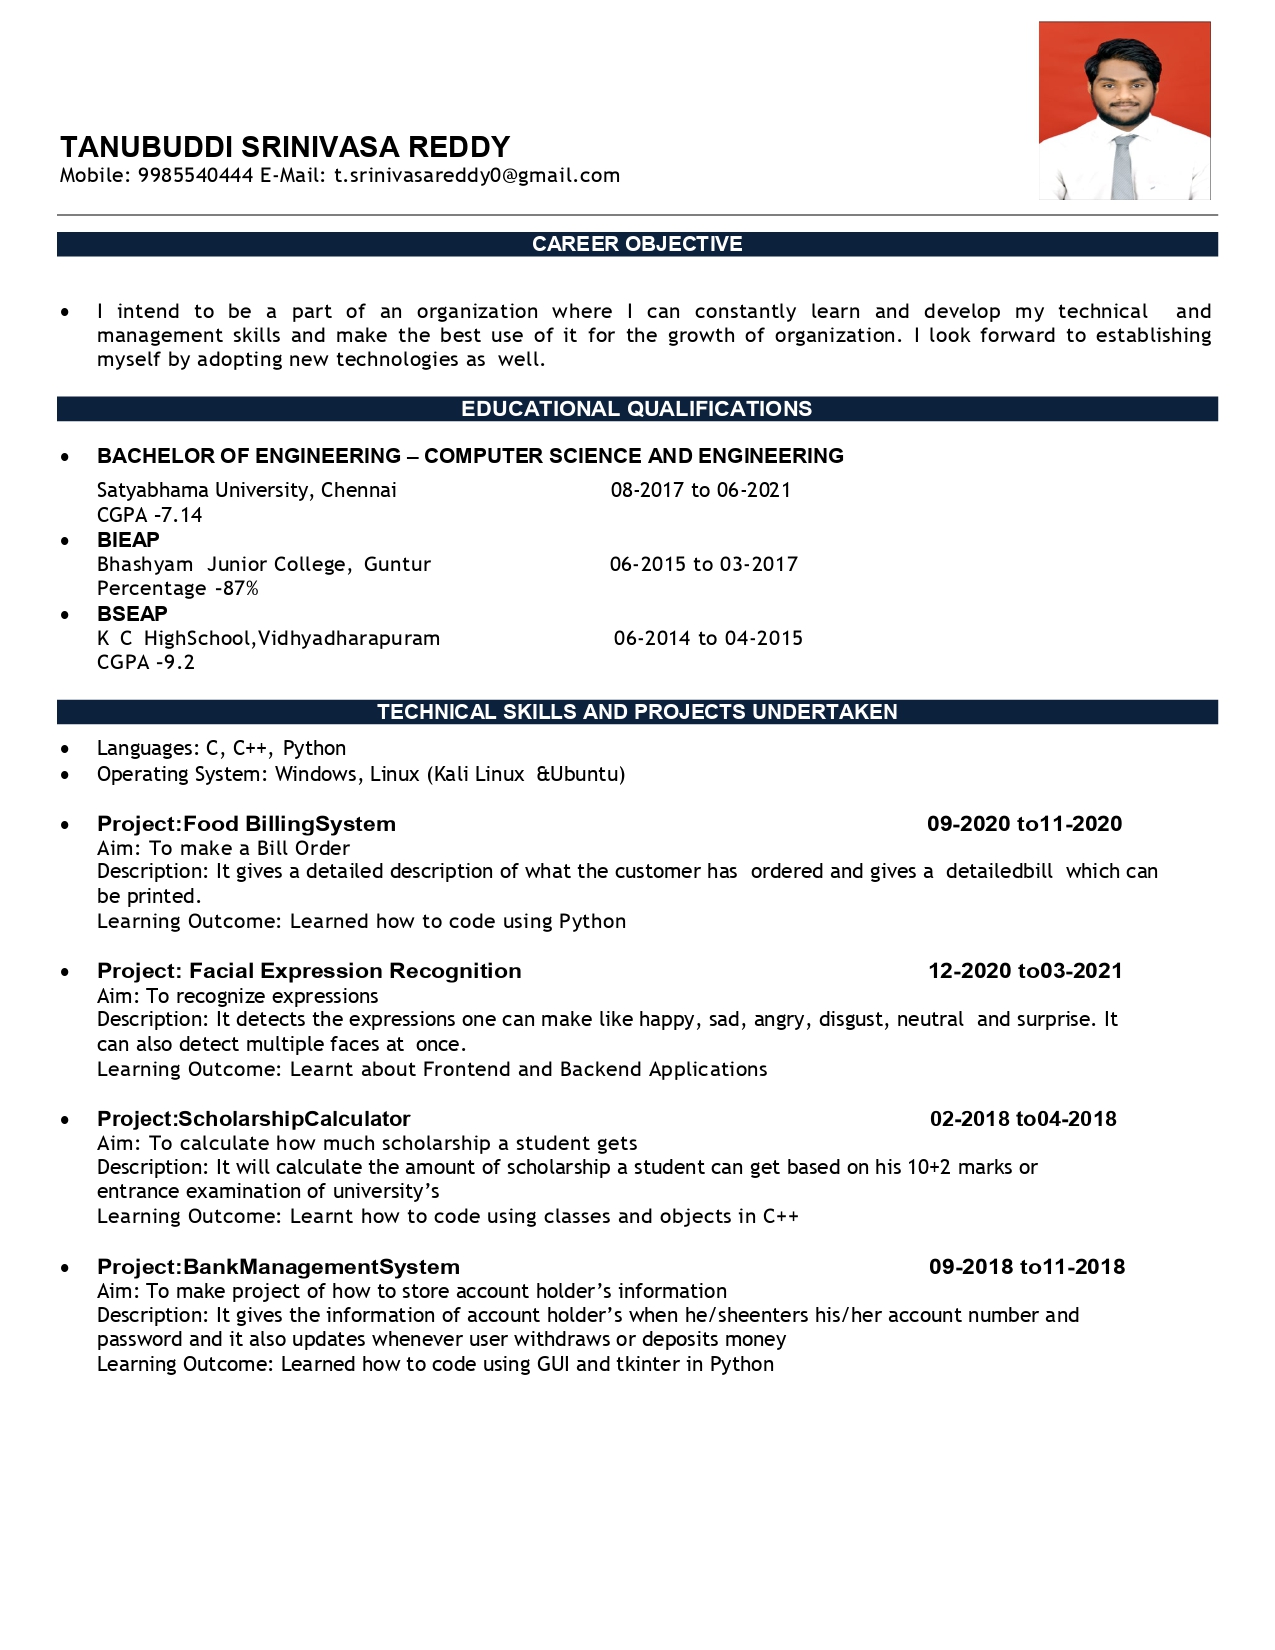 TANUBUDDI SRINIVASA REDDY
Mobile: 9985540444 E-Mail: t.srinivasareddy0@gmail.com
CAREER OBJECTIVE
• I intend to be a part of an organization where I can constantly learn and develop my technical and
management skills and make the best use of it for the growth of organization. I look forward to establishing
myself by adopting new technologies as well.
EDUCATIONAL QUALIFICATIONS
• BACHELOR OF ENGINEERING – COMPUTER SCIENCE AND ENGINEERING
Satyabhama University, Chennai 08-2017 to 06-2021
CGPA –7.14
• BIEAP
Bhashyam Junior College, Guntur 06-2015 to 03-2017
Percentage –87%
• BSEAP
K C HighSchool,Vidhyadharapuram 06-2014 to 04-2015
CGPA –9.2
TECHNICAL SKILLS AND PROJECTS UNDERTAKEN
• Languages: C, C++, Python
• Operating System: Windows, Linux (Kali Linux &Ubuntu)
• Project:Food BillingSystem 09-2020 to11-2020
Aim: To make a Bill Order
Description: It gives a detailed description of what the customer has ordered and gives a detailedbill which can
be printed.
Learning Outcome: Learned how to code using Python
• Project: Facial Expression Recognition 12-2020 to03-2021
Aim: To recognize expressions
Description: It detects the expressions one can make like happy, sad, angry, disgust, neutral and surprise. It
can also detect multiple faces at once.
Learning Outcome: Learnt about Frontend and Backend Applications
• Project:ScholarshipCalculator 02-2018 to04-2018
Aim: To calculate how much scholarship a student gets
Description: It will calculate the amount of scholarship a student can get based on his 10+2 marks or
entrance examination of university’s
Learning Outcome: Learnt how to code using classes and objects in C++
• Project:BankManagementSystem 09-2018 to11-2018
Aim: To make project of how to store account holder’s information
Description: It gives the information of account holder’s when he/sheenters his/her account number and
password and it also updates whenever user withdraws or deposits money
Learning Outcome: Learned how to code using GUI and tkinter in Python